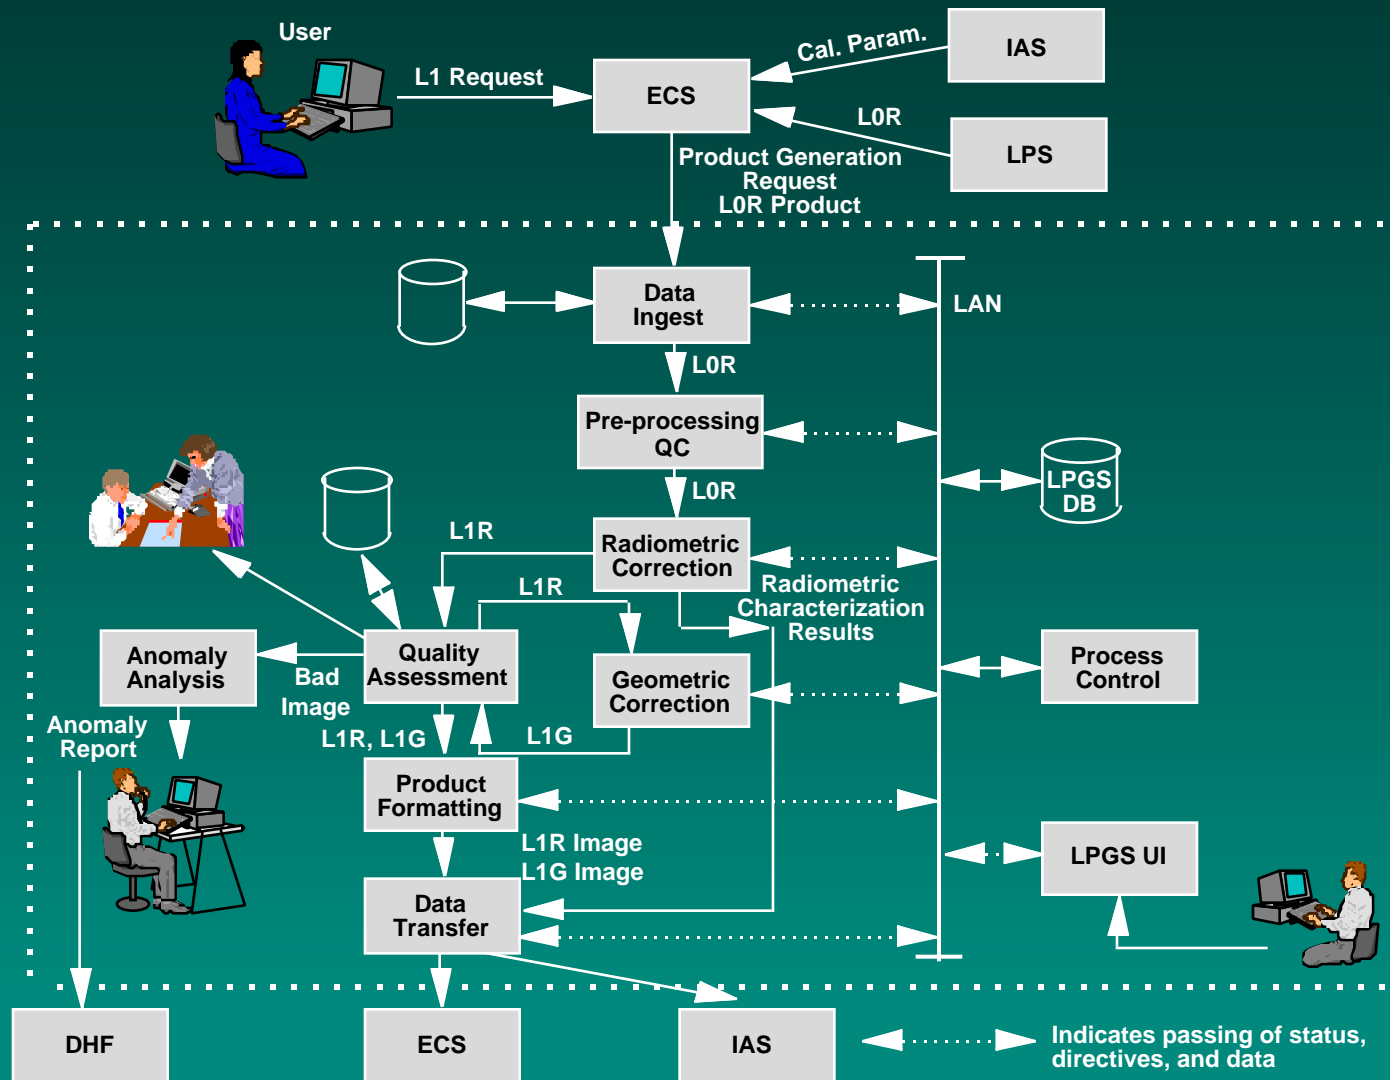 User
Cal. Param.
IAS
L1 Request
ECS
L0R
LPS
Product Generation
Request
L0R Product
Data
Ingest
LAN
L0R
Pre-processing
QC
LPGS
DB
L0R
L1R
Radiometric
Correction
L1R
Radiometric
Characterization
Results
Anomaly
Analysis
Bad
Image
Quality
Assessment
Geometric
Correction
Process
Control
Anomaly
Report
L1R, L1G
L1G
Product
Formatting
L1R Image
L1G Image
LPGS UI
Data
Transfer
DHF
ECS
IAS
Indicates passing of status,
directives, and data